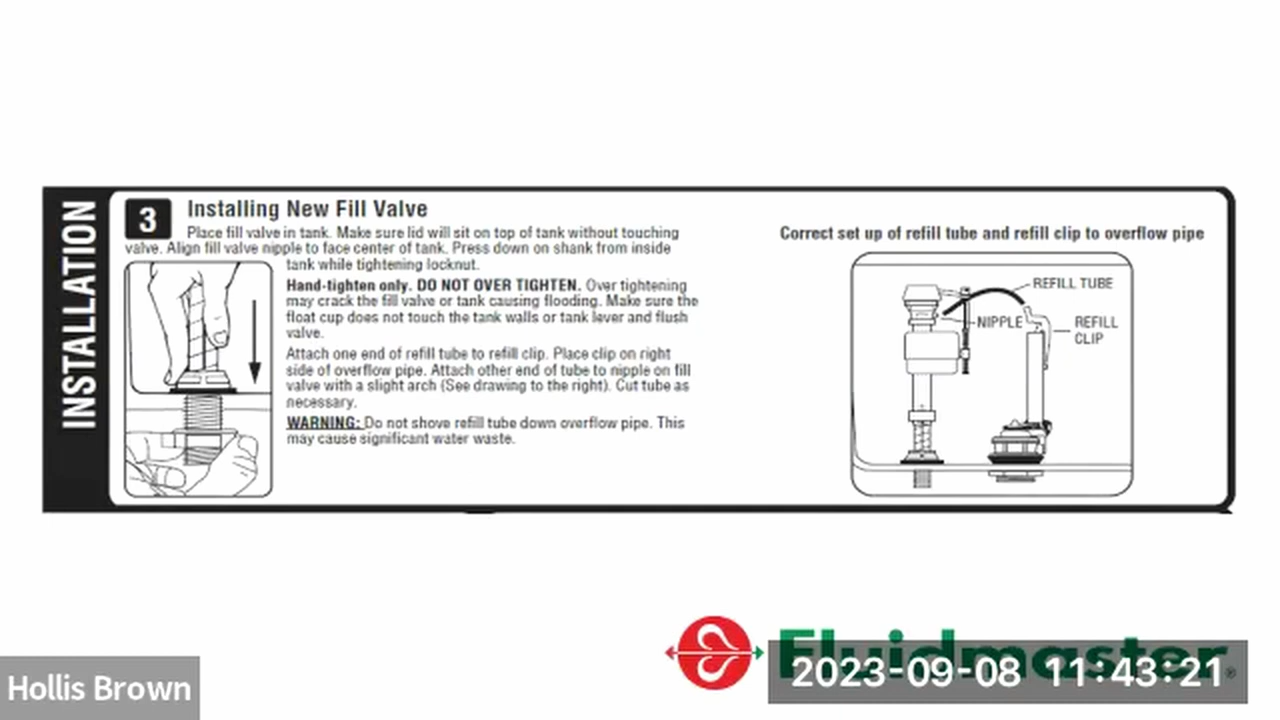 INSTALLATION
3
Installing New Fill Valve
Place fill valve in tank. Make sure lid will sit on top of tank without touching
valve. Align fill valve nipple to face center of tank. Press down on shank from inside
tank while tightening locknut.
Hand-tighten only. DO NOT OVER TIGHTEN. Over tightening
may crack the fill valve or tank causing flooding. Make sure the
float cup does not touch the tank walls or tank lever and flush
valve.
Attach one end of refill tube to refill clip. Place clip on right
side of overflow pipe. Attach other end of tube to nipple on fill
valve with a slight arch (See drawing to the right). Cut tube as
necessary.
WARNING: Do not shove refill tube down overflow pipe. This
may cause significant water waste.
Correct set up of refill tube and refill clip to overflow pipe
REFILL TUBE
NIPPLE
REFILL
CLIP
Fluidmaster®
2023-09-08 11:43:21
Hollis Brown